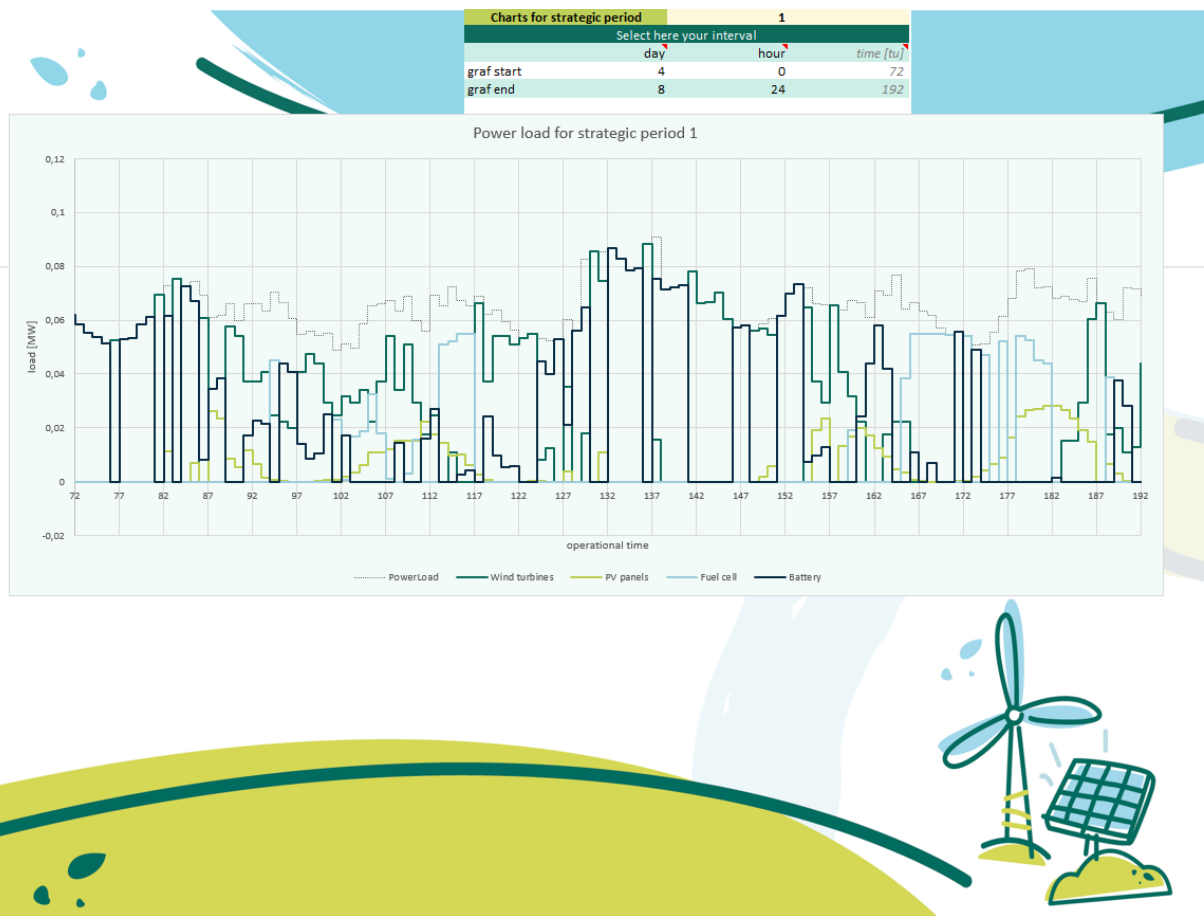 Charts for strategic period 1
Select here your interval
day hour time [tu]
graf start 4 0 72
graf end 8 24 192
Power load for strategic period 1
0,12
0,1
0,08
0,06
0,04
0,02
0
-0,02
load [MW]
72 77 82 87 92 97 102 107 112 117 122 127 132 137 142 147 152 157 162 167 172 177 182 187 192
operational time
PowerLoad Wind turbines PV panels Fuel cell Battery